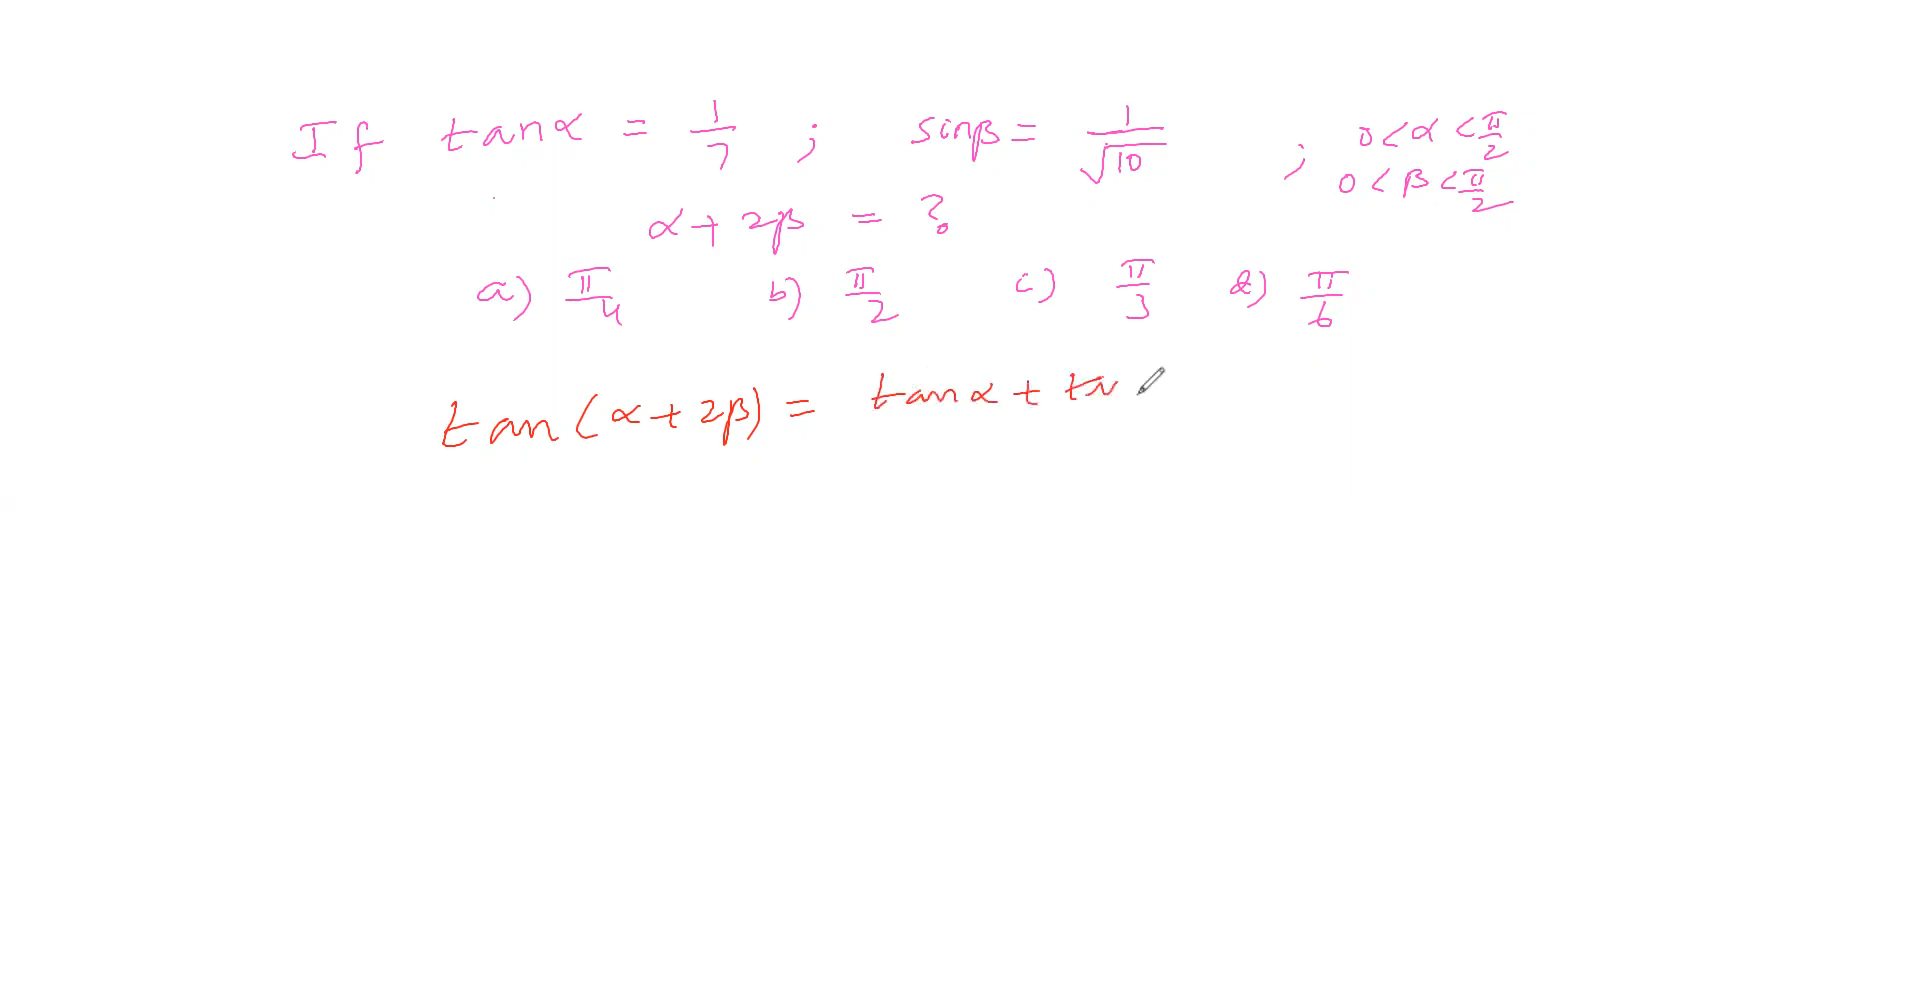 If tanα = 1/7 ; sinβ = 1/√10 ; 0 < α < π/2
0 < β < π/2
α + 2β = ?
a) π/4 b) π/2 c) π/3 d) π/6
tan(α + 2β) = tanα + ta